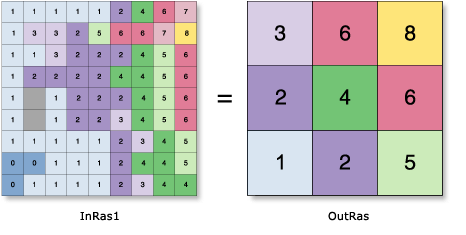 1 1 1 1 1 2 4 6 7
1 3 3 2 5 6 6 7 8
1 1 3 2 2 2 4 5 6
1 2 2 2 2 4 4 5 6
1 1 2 2 2 4 5 6
1 1 2 2 3 4 5 6
1 1 1 1 1 2 3 4 5
0 0 1 1 1 2 4 4 5
0 1 1 1 1 2 3 4 4
InRas1
=
3 6 8
2 4 6
1 2 5
OutRas